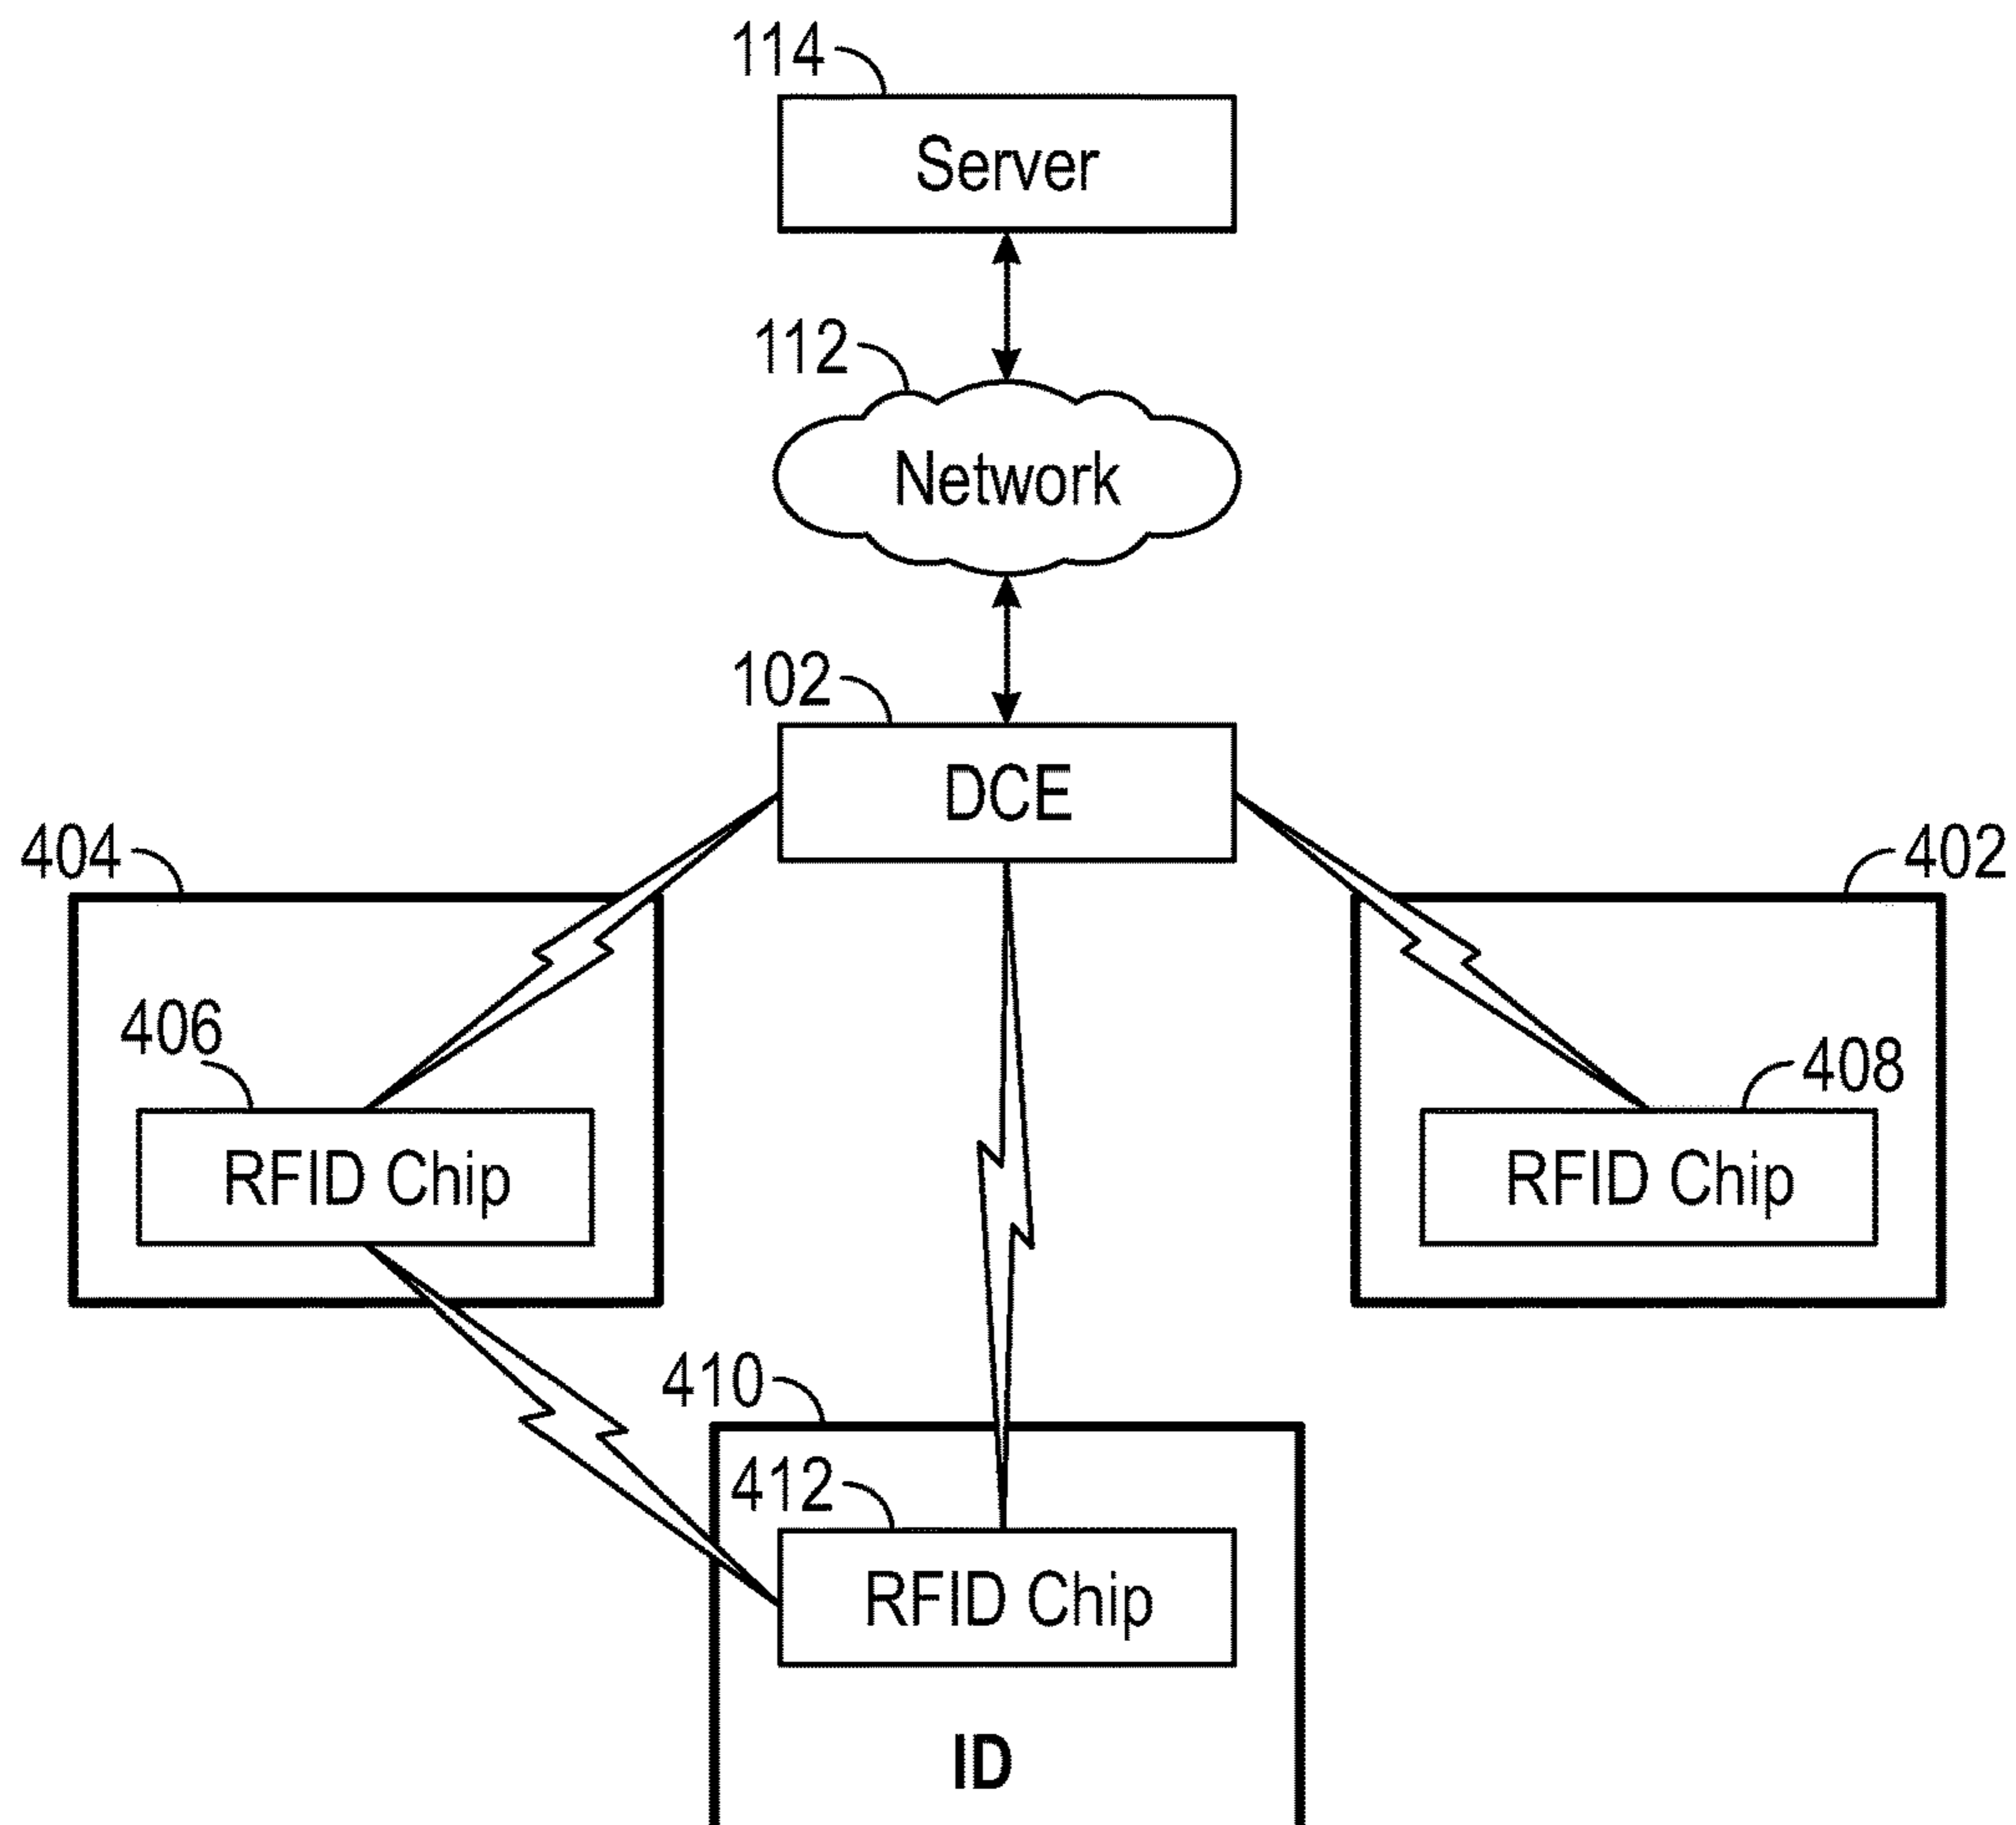 114
Server
112
Network
102
DCE
404
402
406
408
RFID Chip
RFID Chip
410
412
RFID Chip
ID